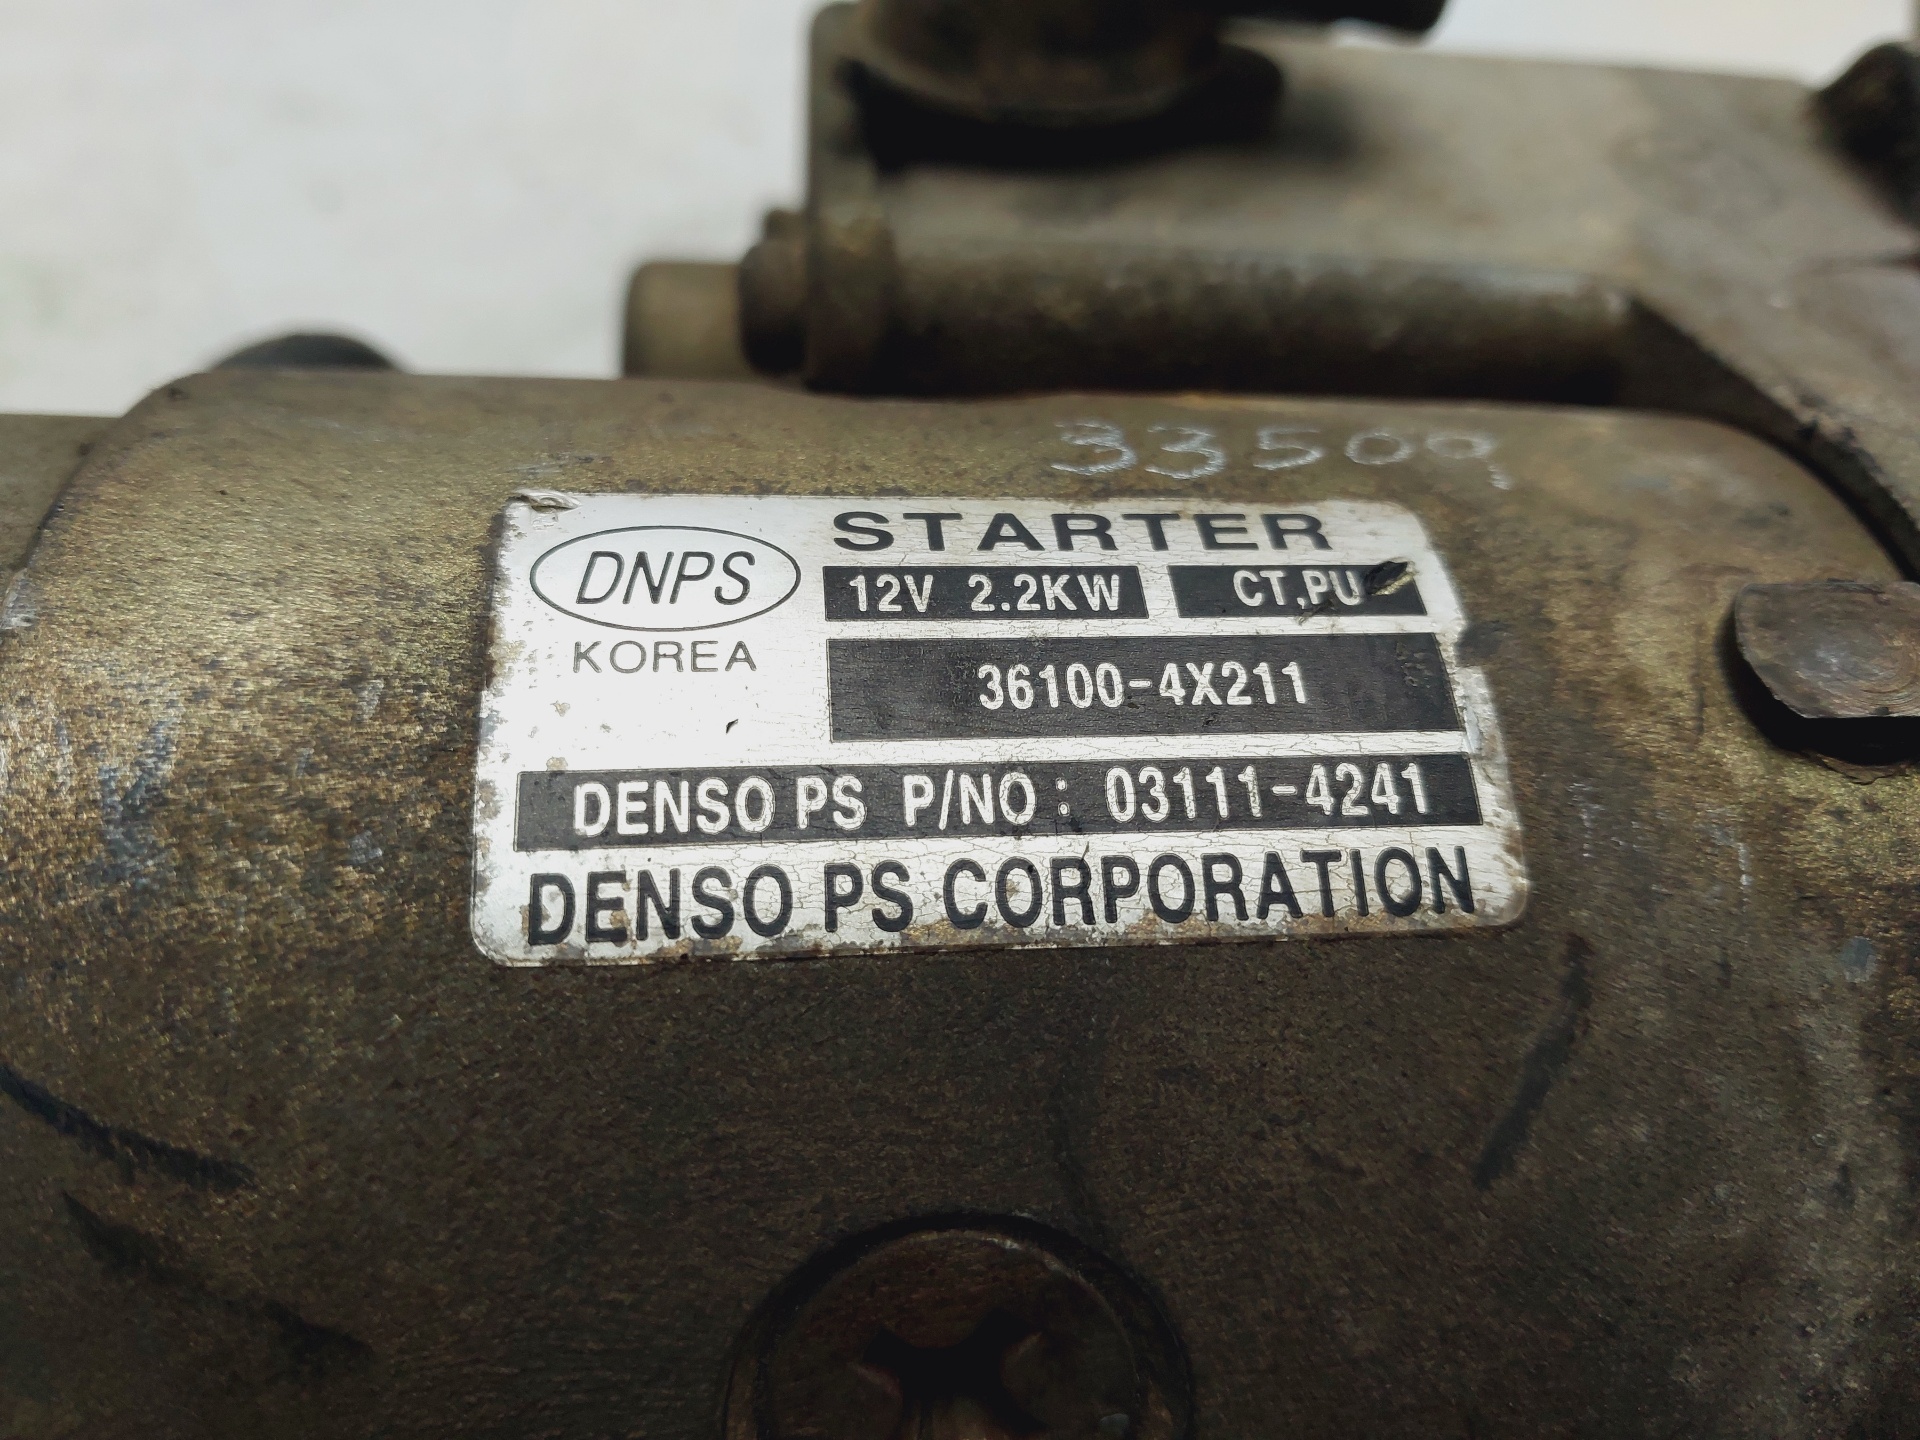 33509
STARTER
DNPS
KOREA
12V 2.2KW CT,PU
36100-4X211
DENSO PS P/NO : 03111-4241
DENSO PS CORPORATION